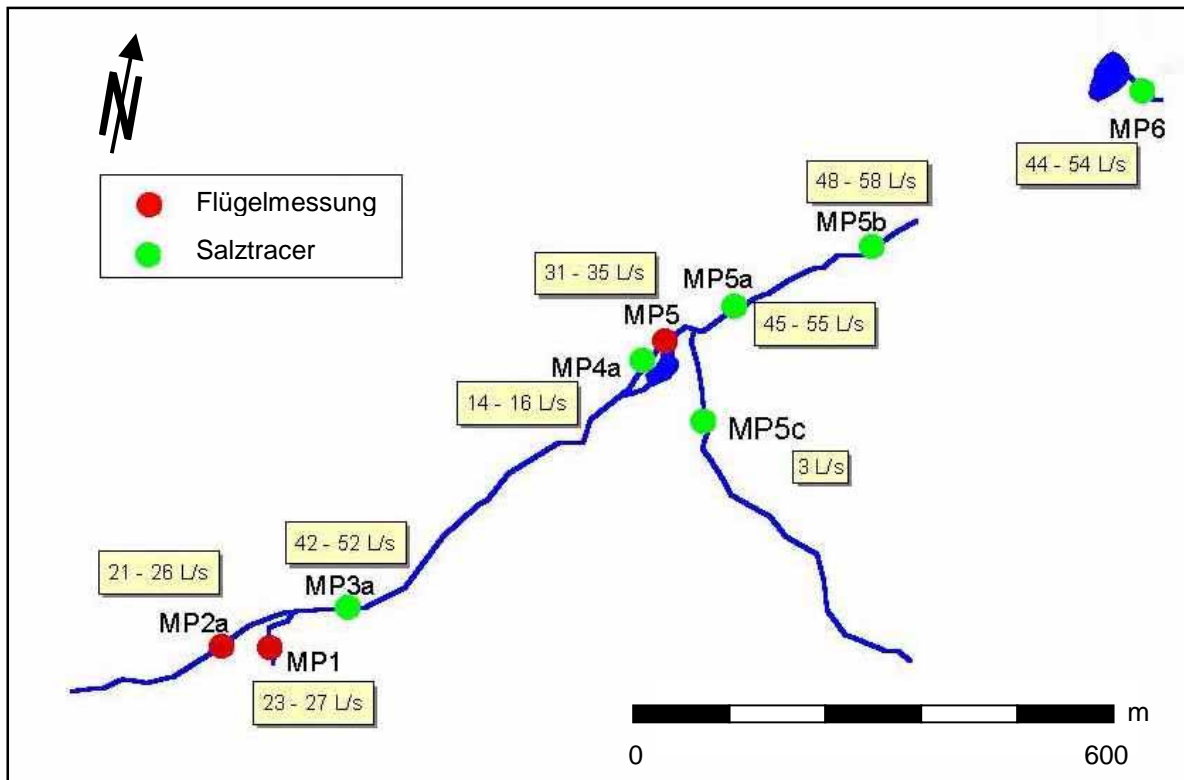 N
MP6
44 - 54 L/s
Flügelmessung
Salztracer
48 - 58 L/s
MP5b
31 - 35 L/s
MP5a
MP5
45 - 55 L/s
MP4a
14 - 16 L/s
MP5c
3 L/s
42 - 52 L/s
21 - 26 L/s
MP3a
MP2a
MP1
23 - 27 L/s
m
0
600